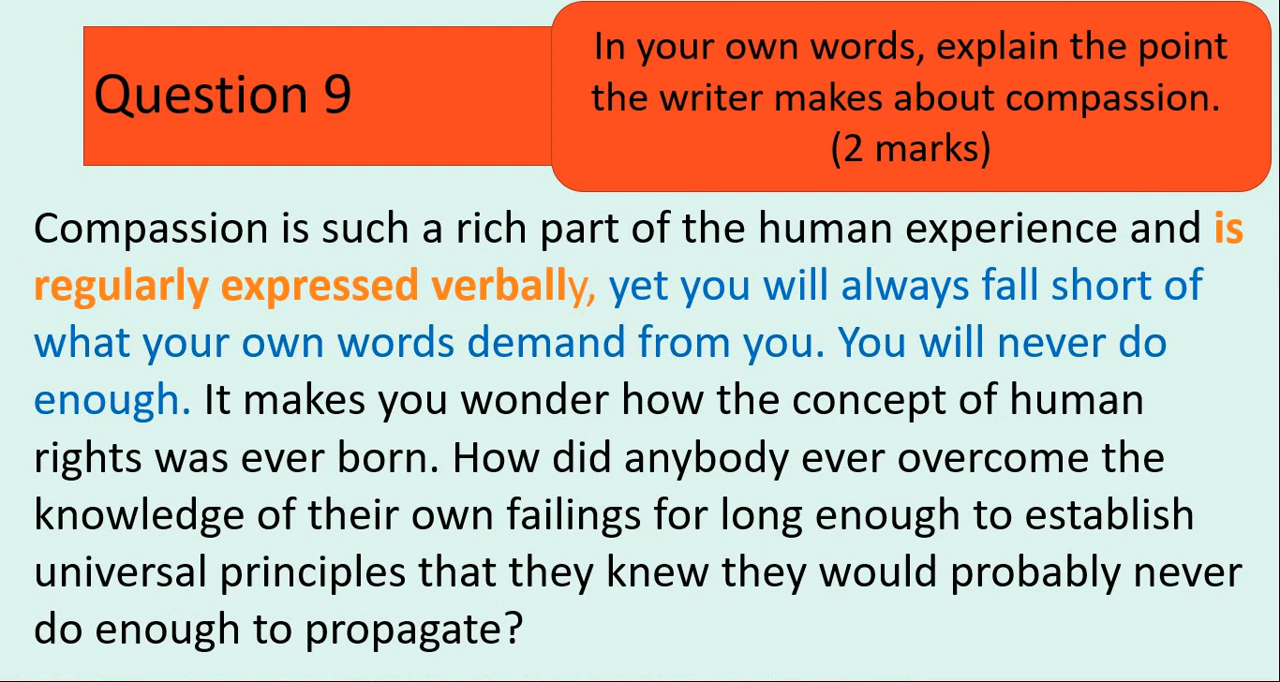 Question 9
In your own words, explain the point
the writer makes about compassion.
(2 marks)
Compassion is such a rich part of the human experience and is
regularly expressed verbally, yet you will always fall short of
what your own words demand from you. You will never do
enough. It makes you wonder how the concept of human
rights was ever born. How did anybody ever overcome the
knowledge of their own failings for long enough to establish
universal principles that they knew they would probably never
do enough to propagate?